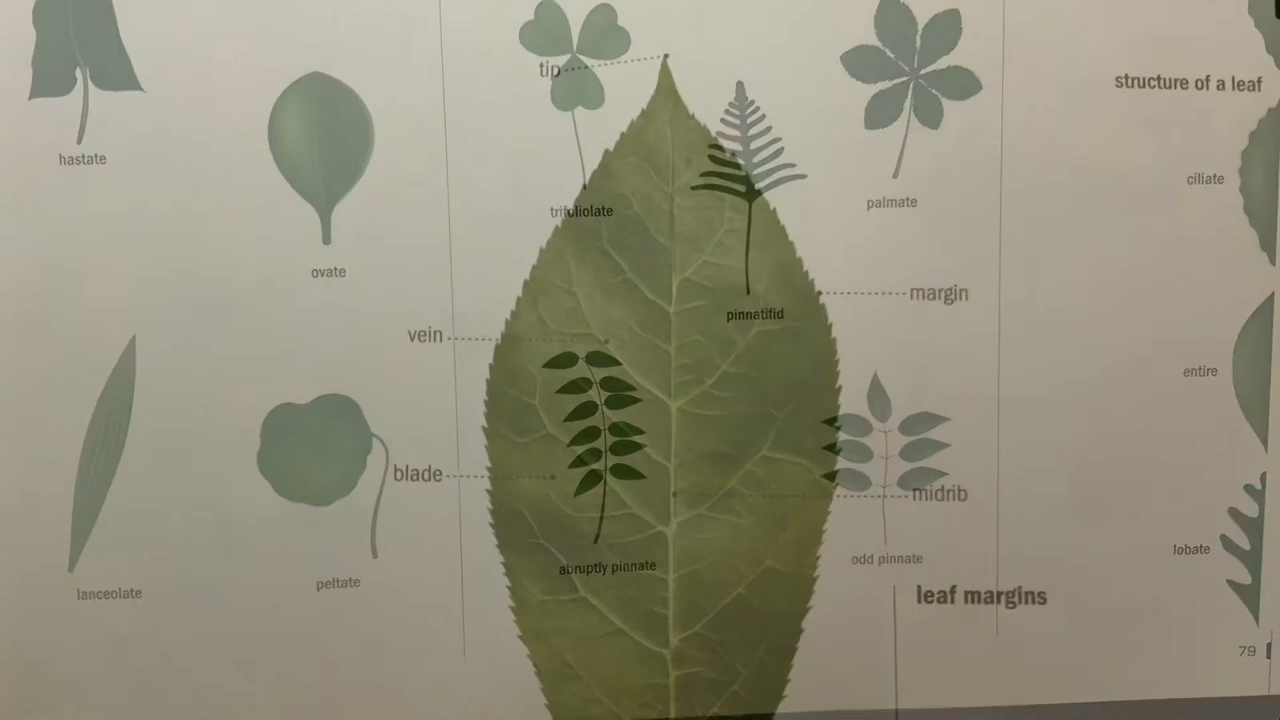 tip
structure of a leaf
hastate
ciliate
palmate
trifoliolate
ovate
margin
pinnatifid
vein
entire
blade
midrib
lobate
odd pinnate
abruptly pinnate
peltate
lanceolate
leaf margins
79